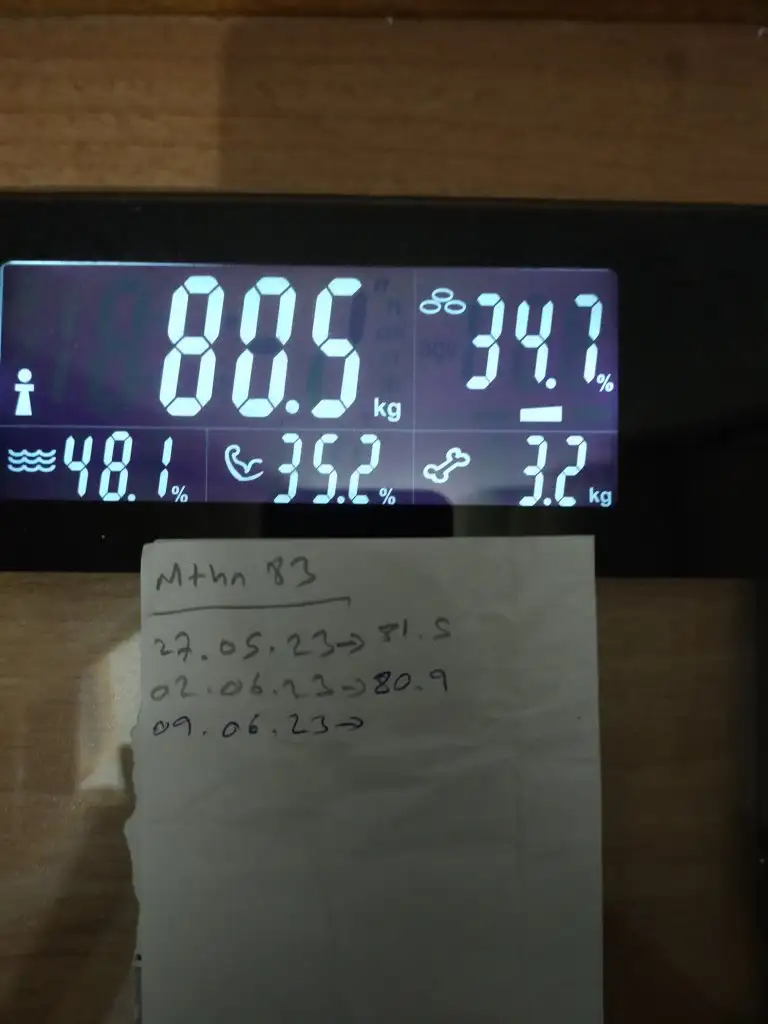 80.5 kg
34.7 %
48.1 %
35.2 %
3.2 kg
Mthn 83
27.05.23→ 81.5
02.06.23→80.9
09.06.23→